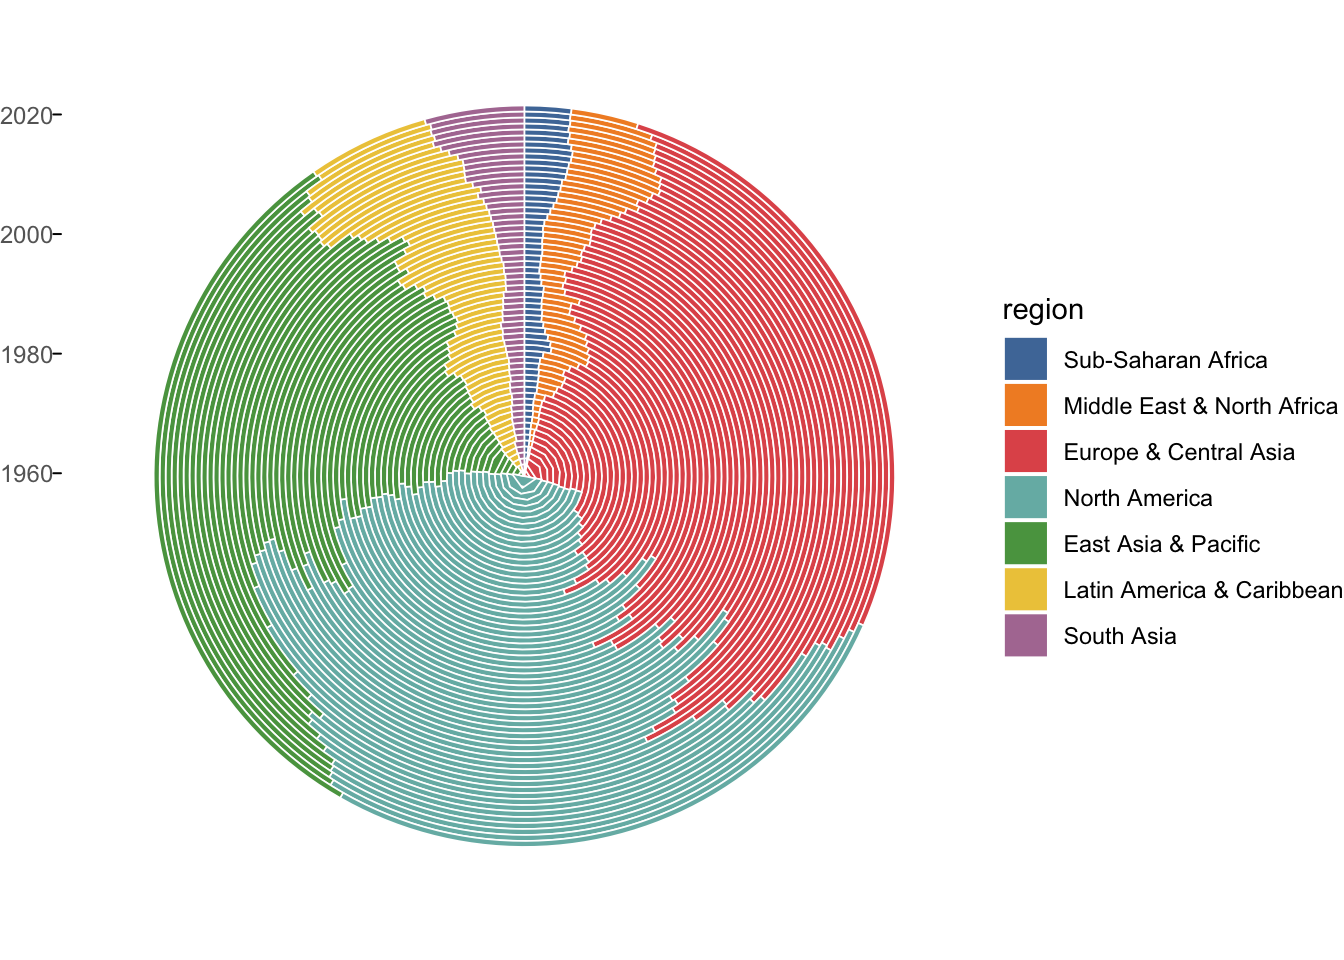 2020
2000
1980
1960
region
Sub-Saharan Africa
Middle East & North Africa
Europe & Central Asia
North America
East Asia & Pacific
Latin America & Caribbean
South Asia